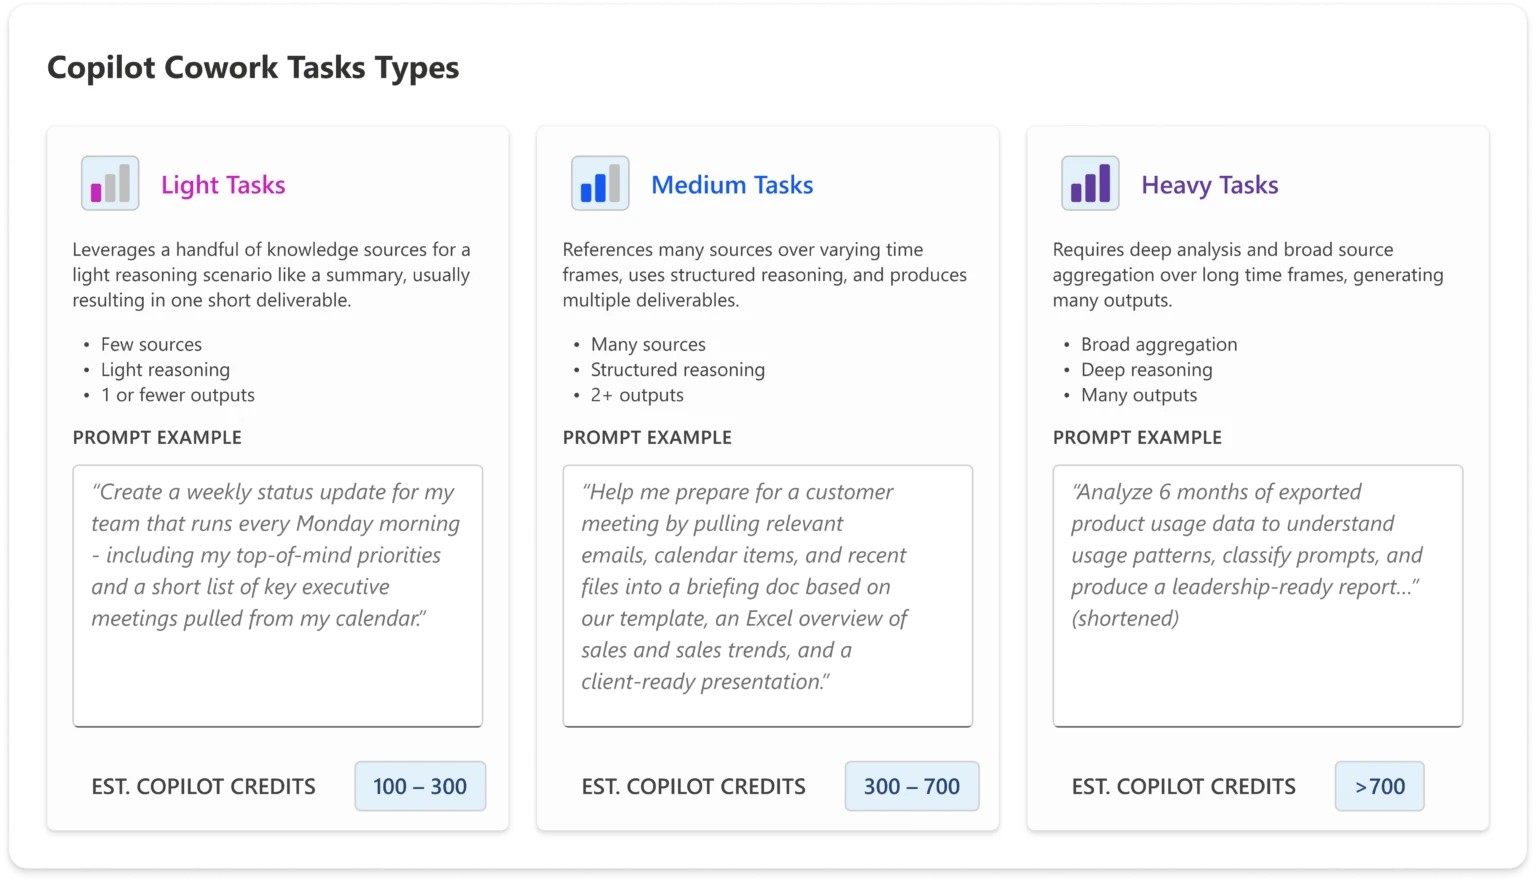 Copilot Cowork Tasks Types
Light Tasks
Leverages a handful of knowledge sources for a
light reasoning scenario like a summary, usually
resulting in one short deliverable.
• Few sources
• Light reasoning
• 1 or fewer outputs
PROMPT EXAMPLE
“Create a weekly status update for my
team that runs every Monday morning
- including my top-of-mind priorities
and a short list of key executive
meetings pulled from my calendar.”
EST. COPILOT CREDITS
100 – 300
Medium Tasks
References many sources over varying time
frames, uses structured reasoning, and produces
multiple deliverables.
• Many sources
• Structured reasoning
• 2+ outputs
PROMPT EXAMPLE
“Help me prepare for a customer
meeting by pulling relevant
emails, calendar items, and recent
files into a briefing doc based on
our template, an Excel overview of
sales and sales trends, and a
client-ready presentation.”
EST. COPILOT CREDITS
300 – 700
Heavy Tasks
Requires deep analysis and broad source
aggregation over long time frames, generating
many outputs.
• Broad aggregation
• Deep reasoning
• Many outputs
PROMPT EXAMPLE
“Analyze 6 months of exported
product usage data to understand
usage patterns, classify prompts, and
produce a leadership-ready report...”
(shortened)
EST. COPILOT CREDITS
>700